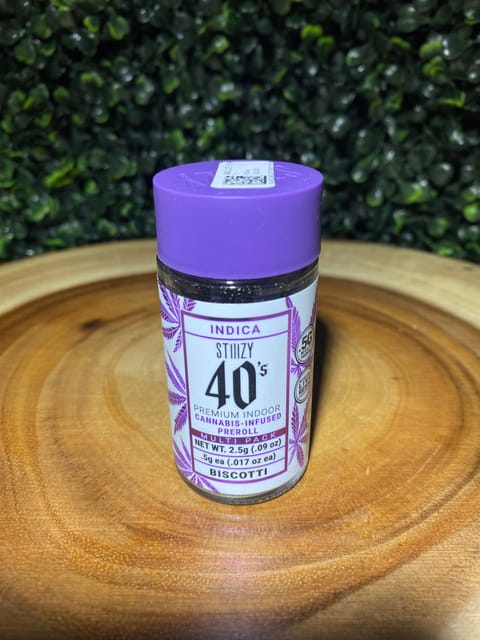 INDICA
STIIIZY
40's
PREMIUM INDOOR
CANNABIS-INFUSED
PREROLL
MULTI PACK
NET WT. 2.5g (.09 oz)
.5g ea (.017 oz ea)
BISCOTTI
.5G